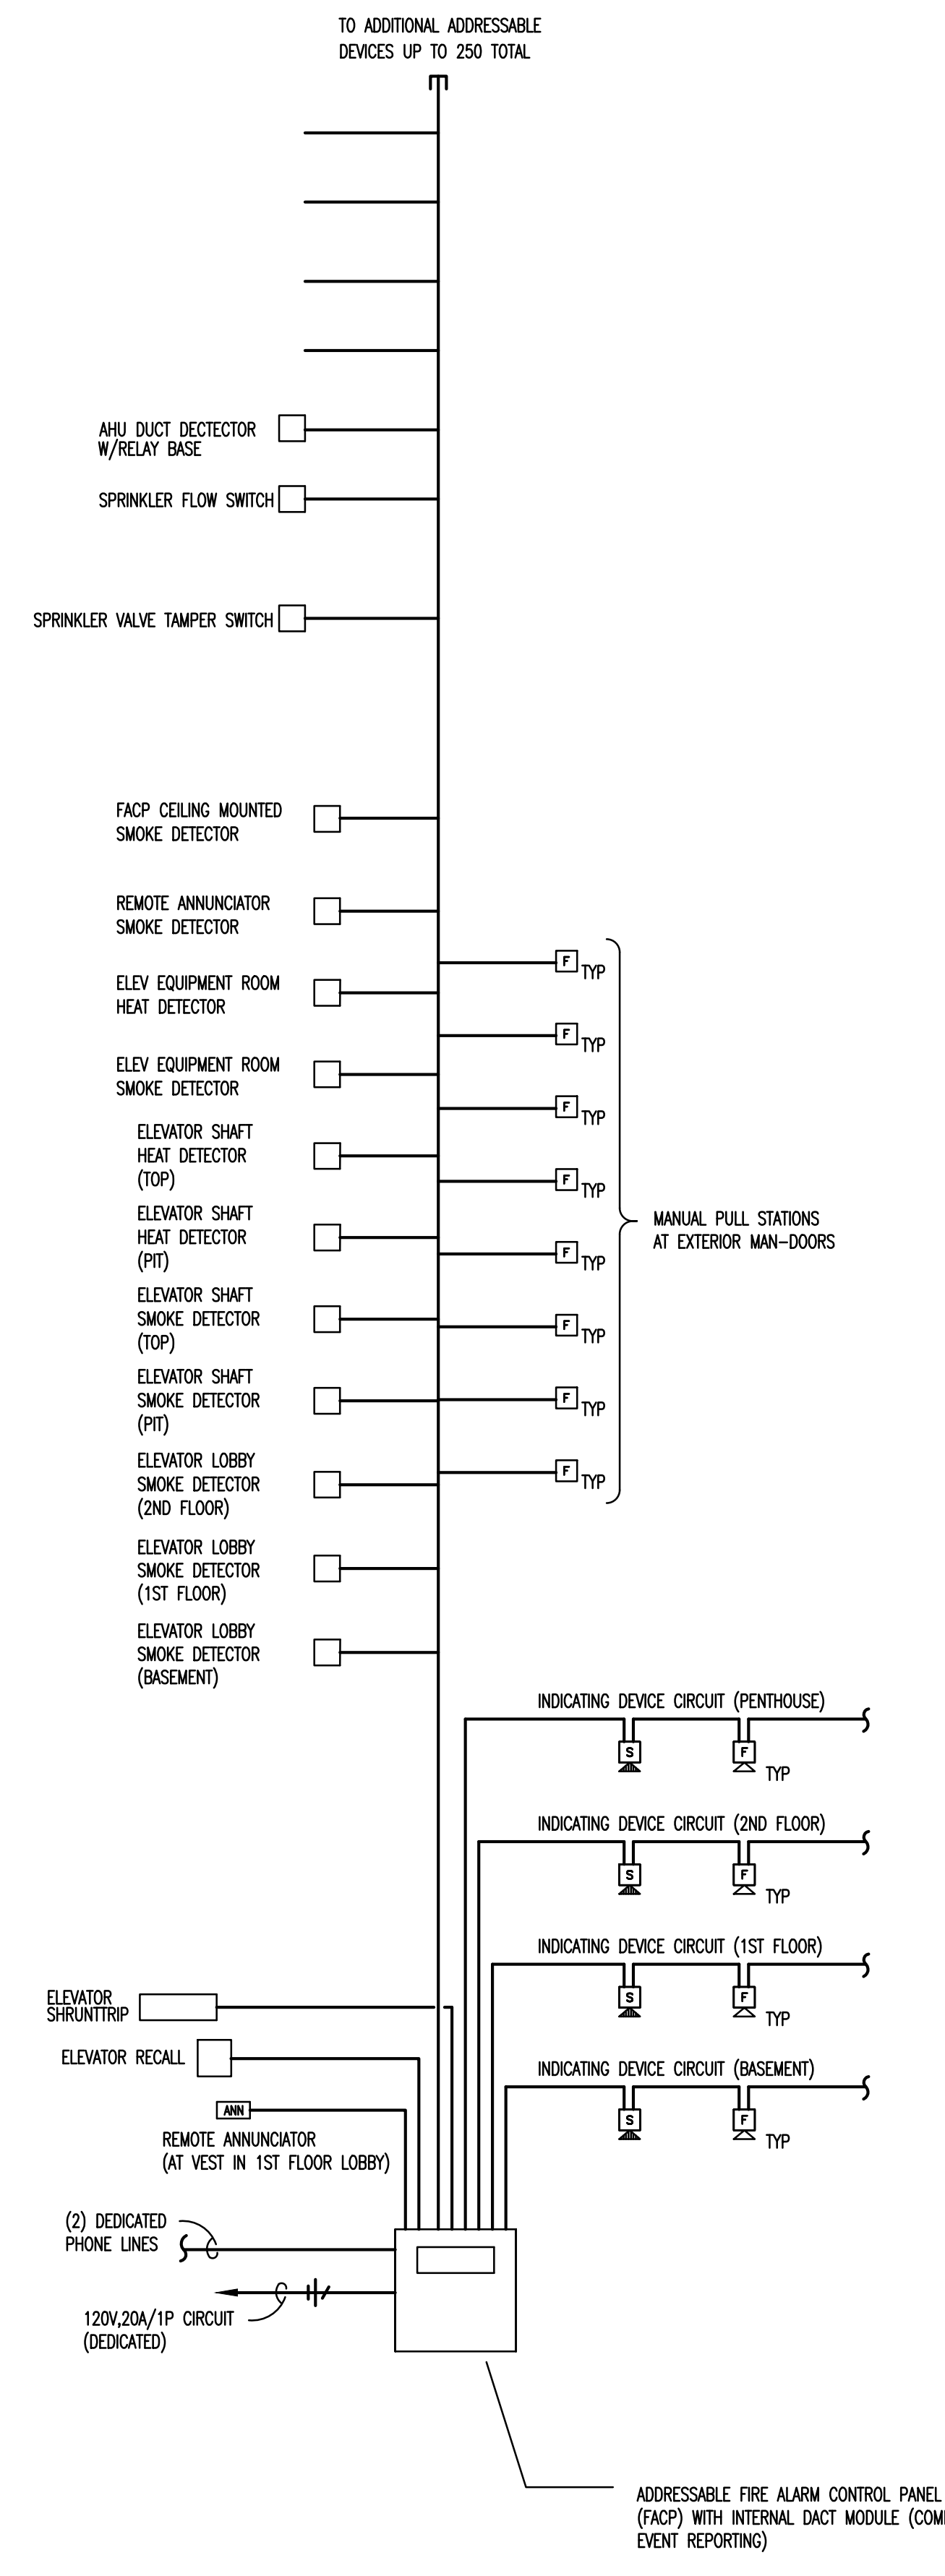 TO ADDITIONAL ADDRESSABLE
DEVICES UP TO 250 TOTAL
AHU DUCT DECTECTOR
W/RELAY BASE
SPRINKLER FLOW SWITCH
SPRINKLER VALVE TAMPER SWITCH
FACP CEILING MOUNTED
SMOKE DETECTOR
REMOTE ANNUNCIATOR
SMOKE DETECTOR
F
TYP
ELEV EQUIPMENT ROOM
HEAT DETECTOR
F
TYP
ELEV EQUIPMENT ROOM
SMOKE DETECTOR
F
TYP
ELEVATOR SHAFT
HEAT DETECTOR
(TOP)
F
TYP
MANUAL PULL STATIONS
AT EXTERIOR MAN-DOORS
ELEVATOR SHAFT
HEAT DETECTOR
(PIT)
F
TYP
ELEVATOR SHAFT
SMOKE DETECTOR
(TOP)
F
TYP
ELEVATOR SHAFT
SMOKE DETECTOR
(PIT)
F
TYP
ELEVATOR LOBBY
SMOKE DETECTOR
(2ND FLOOR)
F
TYP
ELEVATOR LOBBY
SMOKE DETECTOR
(1ST FLOOR)
ELEVATOR LOBBY
SMOKE DETECTOR
(BASEMENT)
INDICATING DEVICE CIRCUIT (PENTHOUSE)
S F
TYP
INDICATING DEVICE CIRCUIT (2ND FLOOR)
S F
TYP
INDICATING DEVICE CIRCUIT (1ST FLOOR)
S F
TYP
ELEVATOR
SHRUNTTRIP
ELEVATOR RECALL
INDICATING DEVICE CIRCUIT (BASEMENT)
S F
TYP
ANN
REMOTE ANNUNCIATOR
(AT VEST IN 1ST FLOOR LOBBY)
(2) DEDICATED
PHONE LINES
120V,20A/1P CIRCUIT
(DEDICATED)
ADDRESSABLE FIRE ALARM CONTROL PANEL
(FACP) WITH INTERNAL DACT MODULE
EVENT REPORTING)